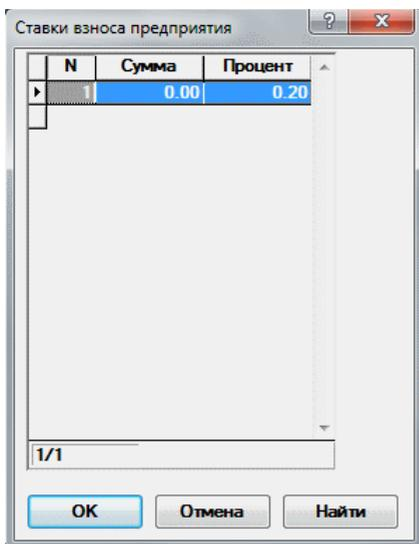 Ставки взноса предприятия
N Сумма Процент
1 0.00 0.20
1/1
OK Отмена Найти